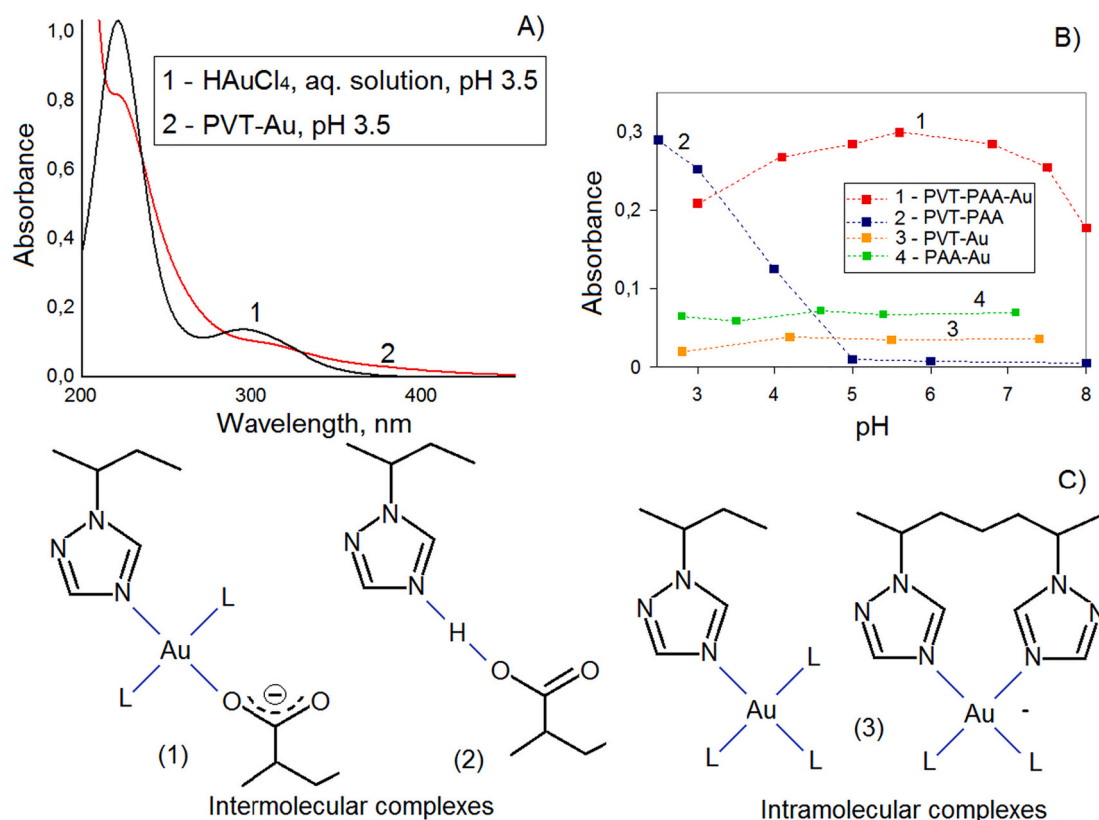 A)
1,0
0,8
0,6
0,4
0,2
0,0
Absorbance
200
300
400
Wavelength, nm
1 - HAuCl4, aq. solution, pH 3.5
2 - PVT-Au, pH 3.5
1
2
B)
0,3
0,2
0,1
0
Absorbance
3
4
5
6
7
8
pH
1 - PVT-PAA-Au
2 - PVT-PAA
3 - PVT-Au
4 - PAA-Au
1
2
4
3
C)
N
N
N
L
Au
L
O
O
−
(1)
N
N
N
H
O
O
(2)
Intermolecular complexes
N
N
N
L
Au
L
L
(3)
N
N
N
N
N
N
Au
-
L
L
Intramolecular complexes